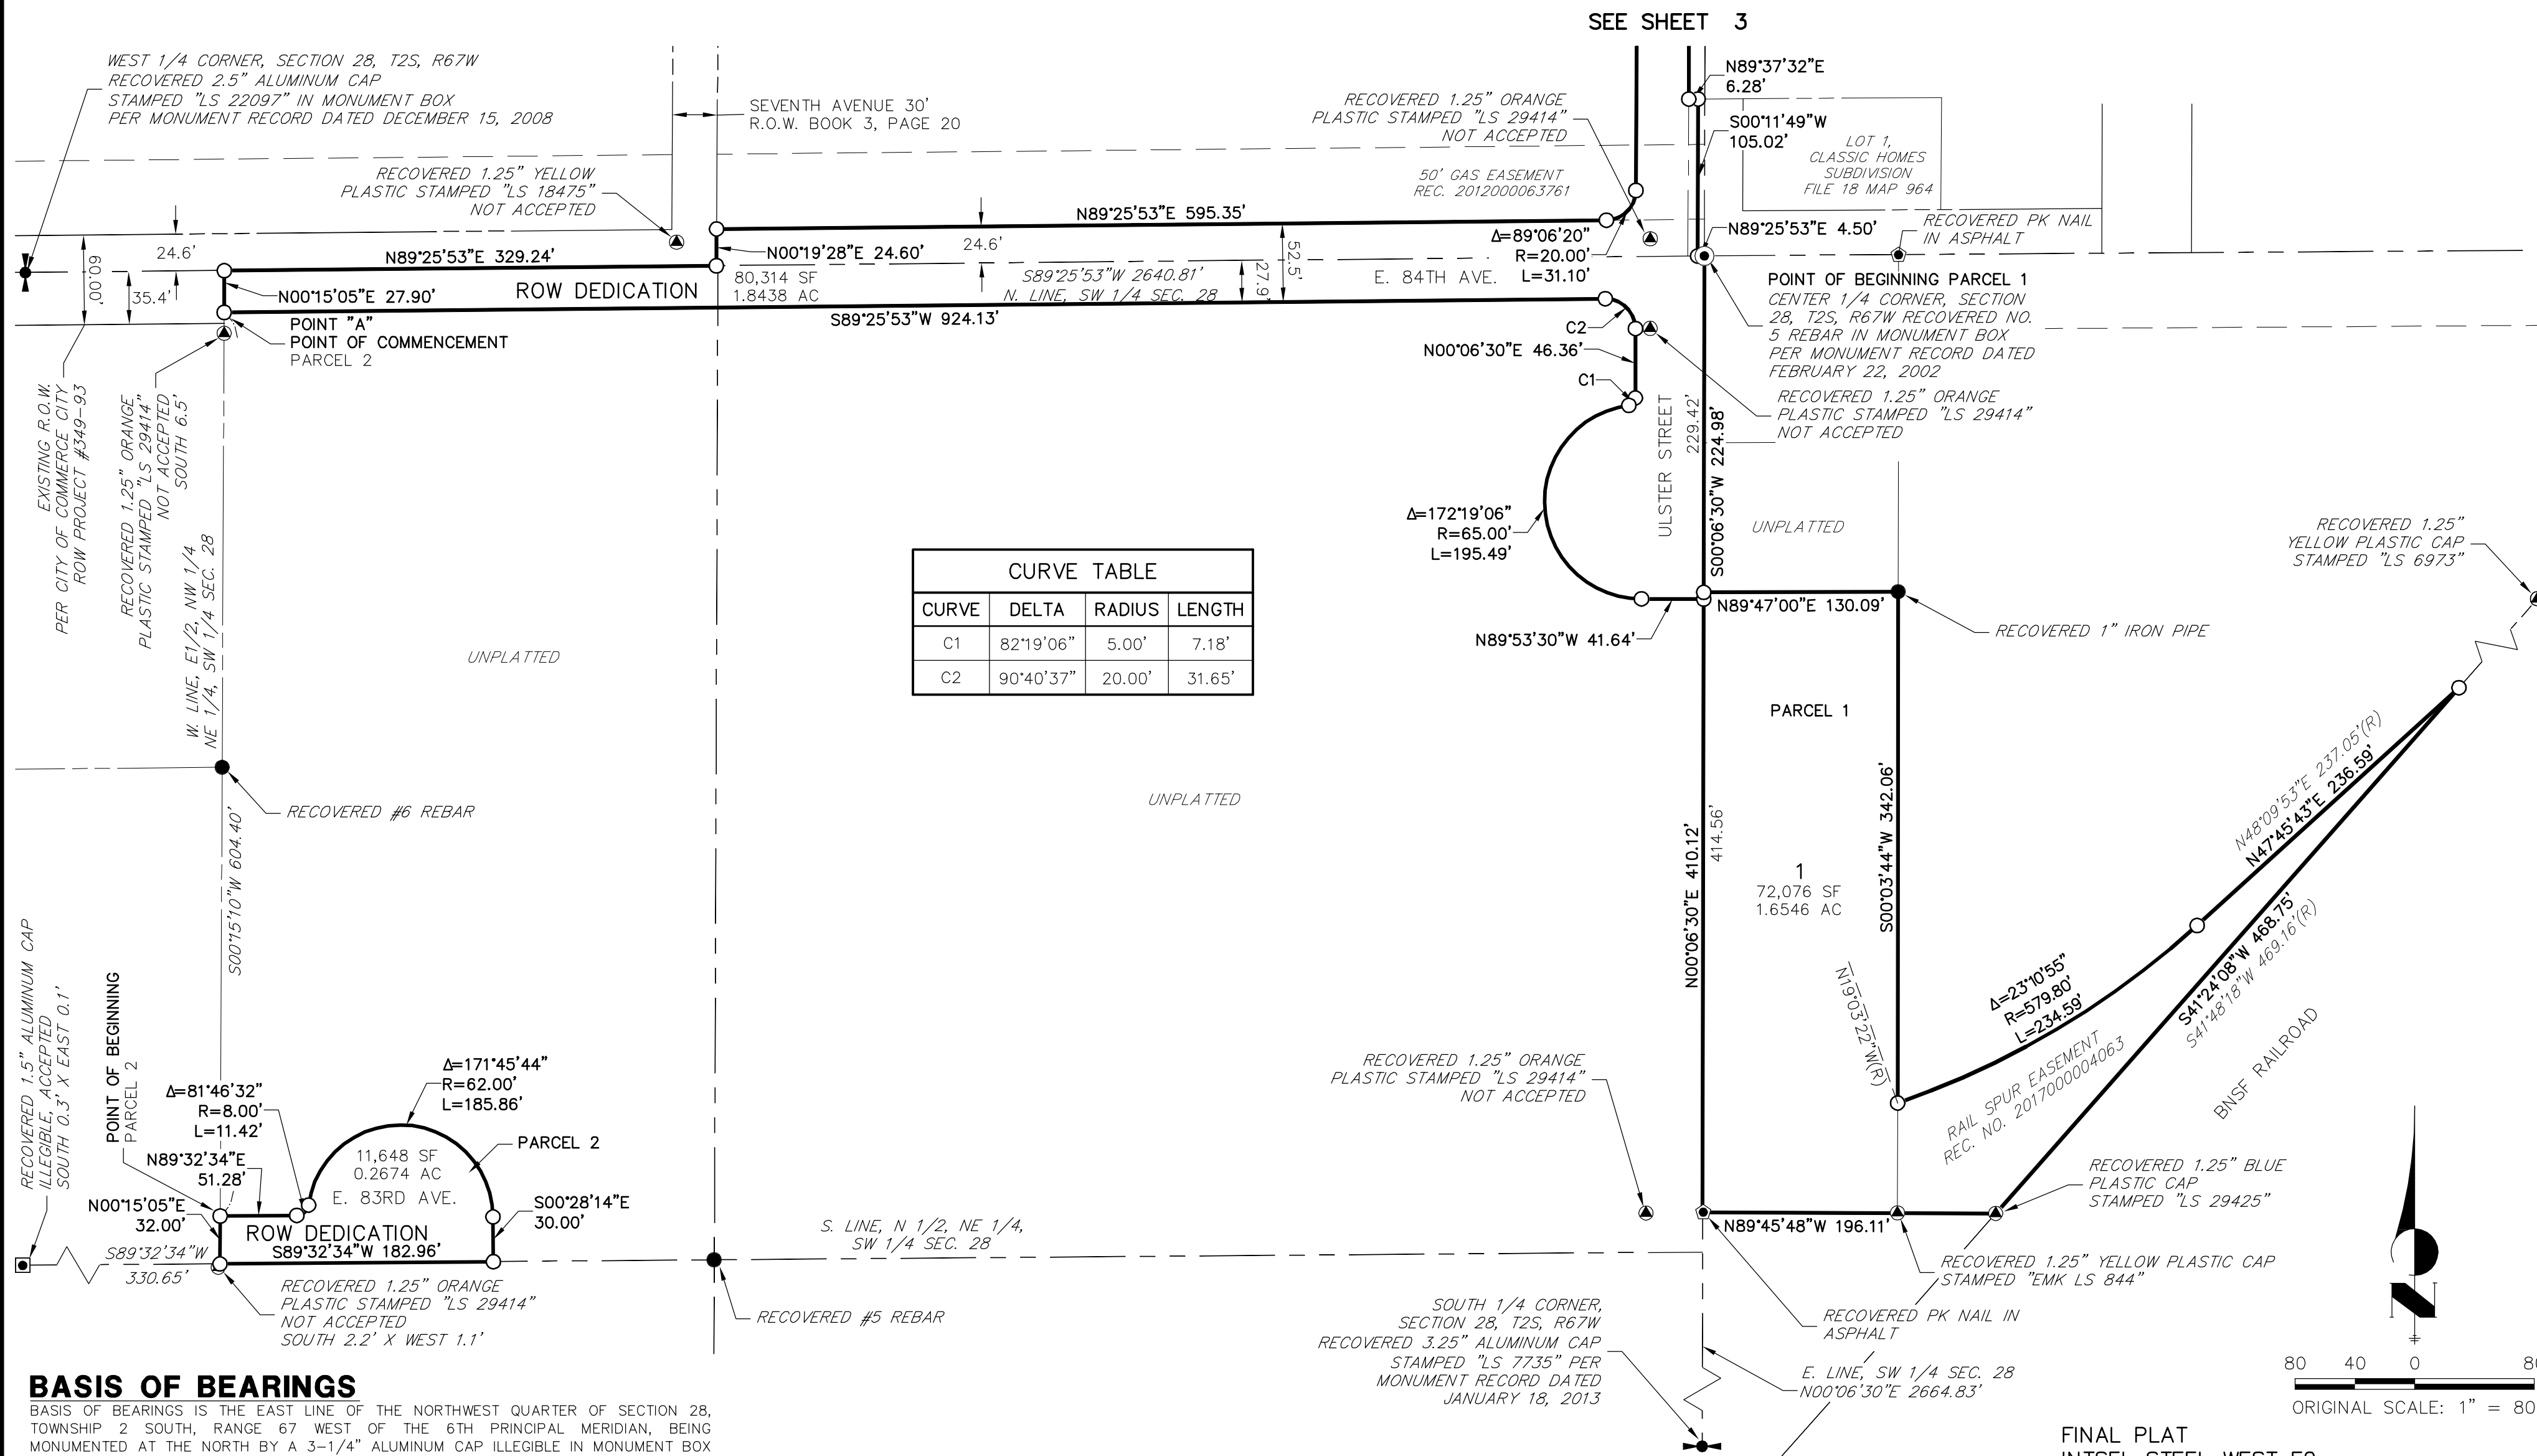 SEE SHEET 3
WEST 1/4 CORNER, SECTION 28, T2S, R67W
RECOVERED 2.5" ALUMINUM CAP
STAMPED "LS 22097" IN MONUMENT BOX
PER MONUMENT RECORD DATED DECEMBER 15, 2008
SEVENTH AVENUE 30'
R.O.W. BOOK 3, PAGE 20
RECOVERED 1.25" YELLOW
PLASTIC STAMPED "LS 18475"
NOT ACCEPTED
RECOVERED 1.25" ORANGE
PLASTIC STAMPED "LS 29414"
NOT ACCEPTED
50' GAS EASEMENT
REC. 2012000063761
N89°37'32"E
6.28'
S00°11'49"W
105.02'
LOT 1,
CLASSIC HOMES
SUBDIVISION
FILE 18 MAP 964
N89°25'53"E 4.50'
RECOVERED PK NAIL
IN ASPHALT
24.6'
60.00'
35.4'
N89°25'53"E 329.24'
N00°15'05"E 27.90'
ROW DEDICATION
N89°25'53"E 595.35'
N00°19'28"E 24.60'
24.6'
80,314 SF
1.8438 AC
S89°25'53"W 2640.81'
N. LINE, SW 1/4 SEC. 28
27.9'
52.5'
E. 84TH AVE.
Δ=89°06'20"
R=20.00'
L=31.10'
S89°25'53"W 924.13'
POINT "A"
POINT OF COMMENCEMENT
PARCEL 2
POINT OF BEGINNING PARCEL 1
CENTER 1/4 CORNER, SECTION
28, T2S, R67W RECOVERED NO.
5 REBAR IN MONUMENT BOX
PER MONUMENT RECORD DATED
FEBRUARY 22, 2002
C2
N00°06'30"E 46.36'
C1
RECOVERED 1.25" ORANGE
PLASTIC STAMPED "LS 29414"
NOT ACCEPTED
EXISTING R.O.W.
PER CITY OF COMMERCE CITY
ROW PROJECT #349-93
RECOVERED 1.25" ORANGE
PLASTIC STAMPED "LS 29414"
NOT ACCEPTED
SOUTH 6.5'
W. LINE, E1/2, NW 1/4
NE 1/4, SW 1/4 SEC. 28
ULSTER STREET
229.42'
S00°06'30"W 224.98'
UNPLATTED
Δ=172°19'06"
R=65.00'
L=195.49'
RECOVERED 1.25"
YELLOW PLASTIC CAP
STAMPED "LS 6973"
CURVE TABLE
CURVE DELTA RADIUS LENGTH
C1 82°19'06" 5.00' 7.18'
C2 90°40'37" 20.00' 31.65'
N89°47'00"E 130.09'
N89°53'30"W 41.64'
RECOVERED 1" IRON PIPE
UNPLATTED
PARCEL 1
UNPLATTED
RECOVERED #6 REBAR
S00°15'10"W 604.40'
N00°06'30"E 410.12'
414.56'
1
72,076 SF
1.6546 AC
S00°03'44"W 342.06'
N48°09'53"E 237.05'(R)
N47°45'43"E 236.59'
S41°24'08"W 468.75'
S41°48'18"W 469.16'(R)
Δ=23°10'55"
R=579.80'
L=234.59'
N19°03'22"W(R)
RAIL SPUR EASEMENT
REC. NO. 2017000004063
BNSF RAILROAD
RECOVERED 1.5" ALUMINUM CAP
ILLEGIBLE, ACCEPTED
SOUTH 0.3' X EAST 0.1'
POINT OF BEGINNING
PARCEL 2
Δ=171°45'44"
R=62.00'
L=185.86'
Δ=81°46'32"
R=8.00'
L=11.42'
PARCEL 2
11,648 SF
0.2674 AC
E. 83RD AVE.
N89°32'34"E
51.28'
N00°15'05"E
32.00'
S00°28'14"E
30.00'
ROW DEDICATION
S89°32'34"W 182.96'
S89°32'34"W
330.65'
RECOVERED 1.25" ORANGE
PLASTIC STAMPED "LS 29414"
NOT ACCEPTED
SOUTH 2.2' X WEST 1.1'
RECOVERED #5 REBAR
S. LINE, N 1/2, NE 1/4,
SW 1/4 SEC. 28
RECOVERED 1.25" ORANGE
PLASTIC STAMPED "LS 29414"
NOT ACCEPTED
N89°45'48"W 196.11'
RECOVERED 1.25" BLUE
PLASTIC CAP
STAMPED "LS 29425"
RECOVERED 1.25" YELLOW PLASTIC CAP
STAMPED "EMK LS 844"
RECOVERED PK NAIL IN
ASPHALT
SOUTH 1/4 CORNER,
SECTION 28, T2S, R67W
RECOVERED 3.25" ALUMINUM CAP
STAMPED "LS 7735" PER
MONUMENT RECORD DATED
JANUARY 18, 2013
E. LINE, SW 1/4 SEC. 28
N00°06'30"E 2664.83'
N
80 40 0
ORIGINAL SCALE: 1" = 80
BASIS OF BEARINGS
BASIS OF BEARINGS IS THE EAST LINE OF THE NORTHWEST QUARTER OF SECTION 28,
TOWNSHIP 2 SOUTH, RANGE 67 WEST OF THE 6TH PRINCIPAL MERIDIAN, BEING
MONUMENTED AT THE NORTH BY A 3-1/4" ALUMINUM CAP ILLEGIBLE IN MONUMENT BOX
FINAL PLAT